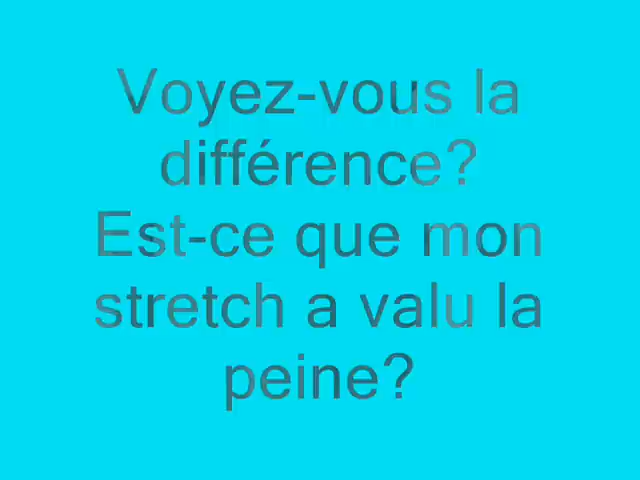 Voyez-vous la
différence?
Est-ce que mon
stretch a valu la
peine?